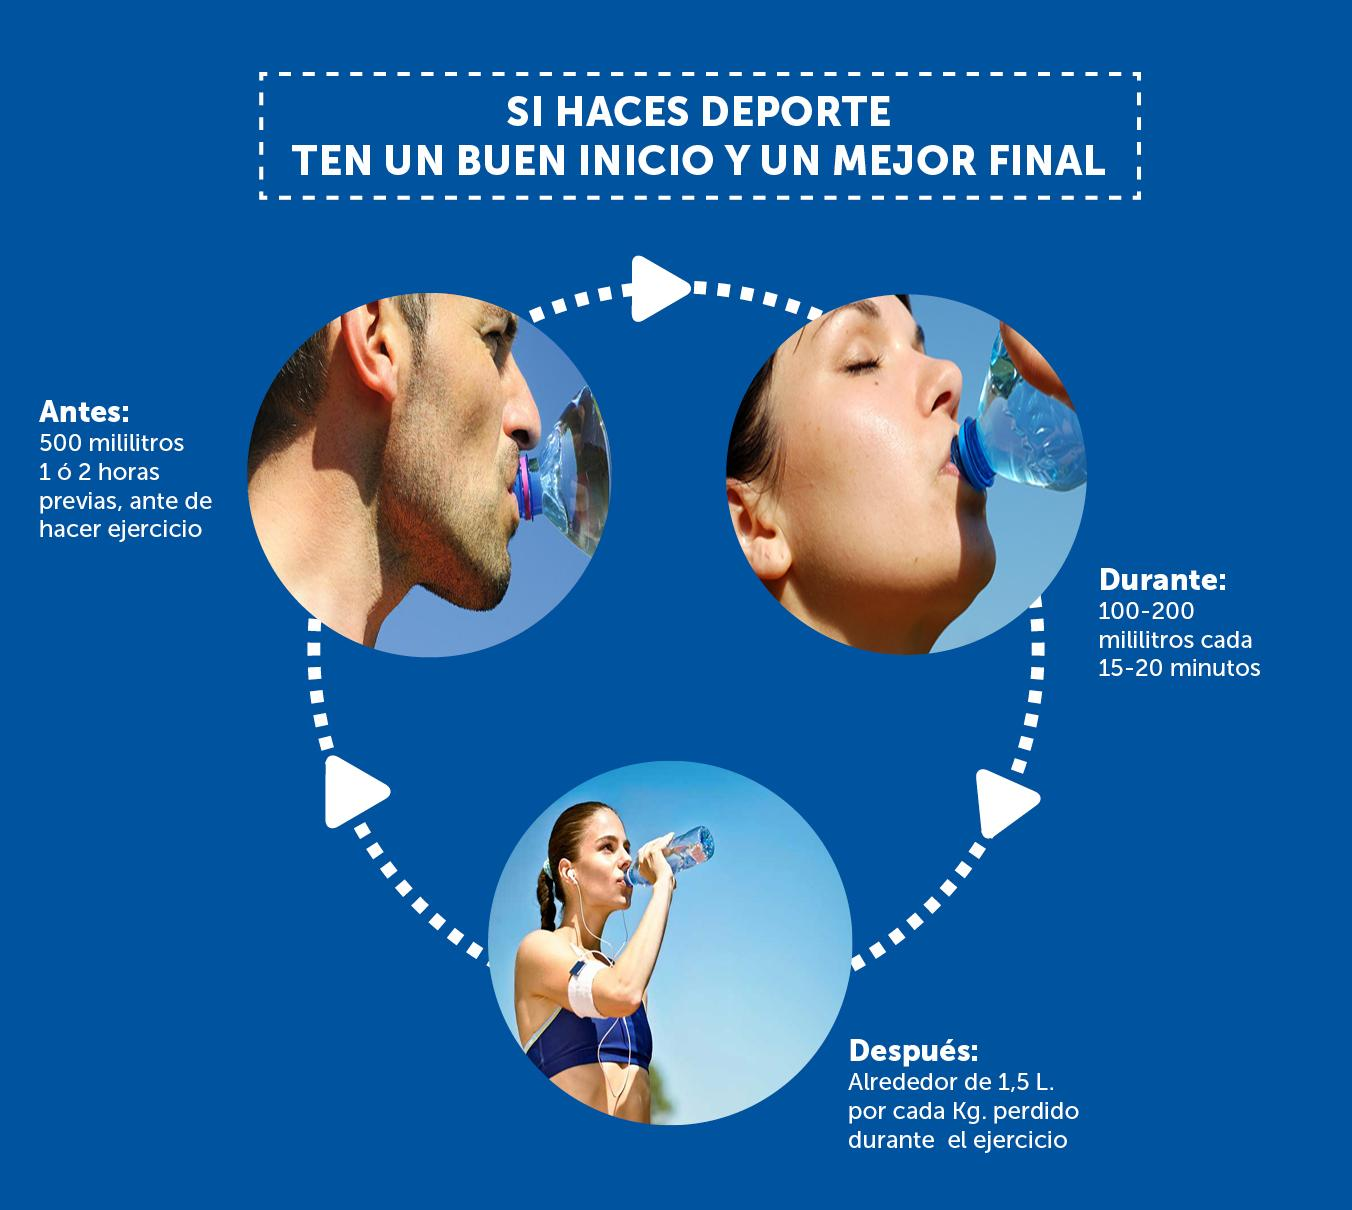 SI HACES DEPORTE
TEN UN BUEN INICIO Y UN MEJOR FINAL
Antes:
500 mililitros
1 ó 2 horas
previas, ante de
hacer ejercicio
Durante:
100-200
mililitros cada
15-20 minutos
Después:
Alrededor de 1,5 L.
por cada Kg. perdido
durante el ejercicio